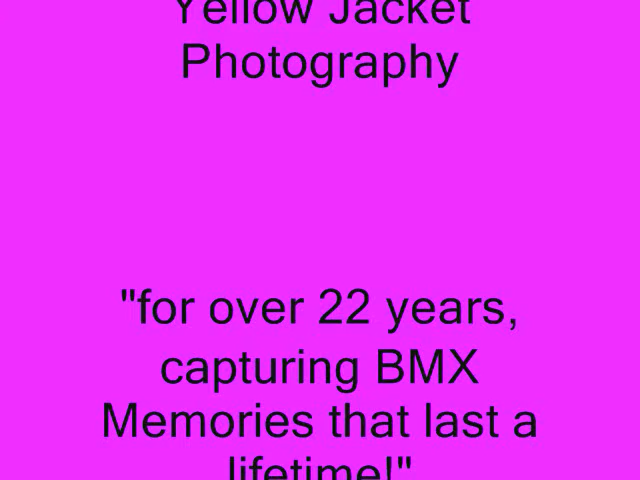 Yellow Jacket
Photography
"for over 22 years,
capturing BMX
Memories that last a
lifetime!"